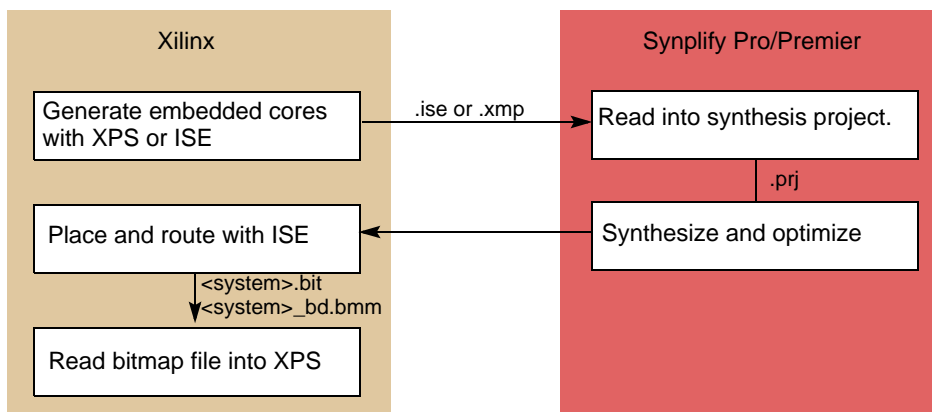 Xilinx
Synplify Pro/Premier
Generate embedded cores
with XPS or ISE
.ise or .xmp
Read into synthesis project.
.prj
Synthesize and optimize
Place and route with ISE
<system>.bit
<system>_bd.bmm
Read bitmap file into XPS